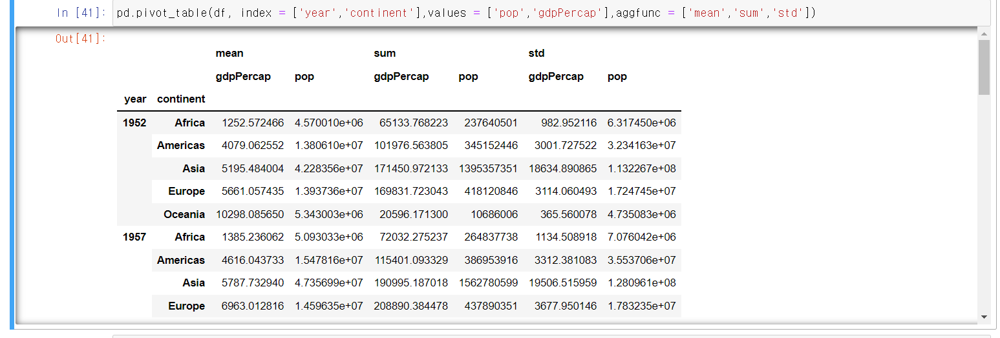 In [41]: pd.pivot_table(df, index = ['year','continent'],values = ['pop','gdpPercap'],aggfunc = ['mean','sum','std'])
Out[41]:
mean sum std
gdpPercap pop gdpPercap pop gdpPercap pop
year continent
1952 Africa 1252.572466 4.570010e+06 65133.768223 237640501 982.952116 6.317450e+06
Americas 4079.062552 1.380610e+07 101976.563805 345152446 3001.727522 3.234163e+07
Asia 5195.484004 4.228356e+07 171450.972133 1395357351 18634.890865 1.132267e+08
Europe 5661.057435 1.393736e+07 169831.723043 418120846 3114.060493 1.724745e+07
Oceania 10298.085650 5.343003e+06 20596.171300 10686006 365.560078 4.735083e+06
1957 Africa 1385.236062 5.093033e+06 72032.275237 264837738 1134.508918 7.076042e+06
Americas 4616.043733 1.547816e+07 115401.093329 386953916 3312.381083 3.553706e+07
Asia 5787.732940 4.735699e+07 190995.187018 1562780599 19506.515959 1.280961e+08
Europe 6963.012816 1.459635e+07 208890.384478 437890351 3677.950146 1.783235e+07